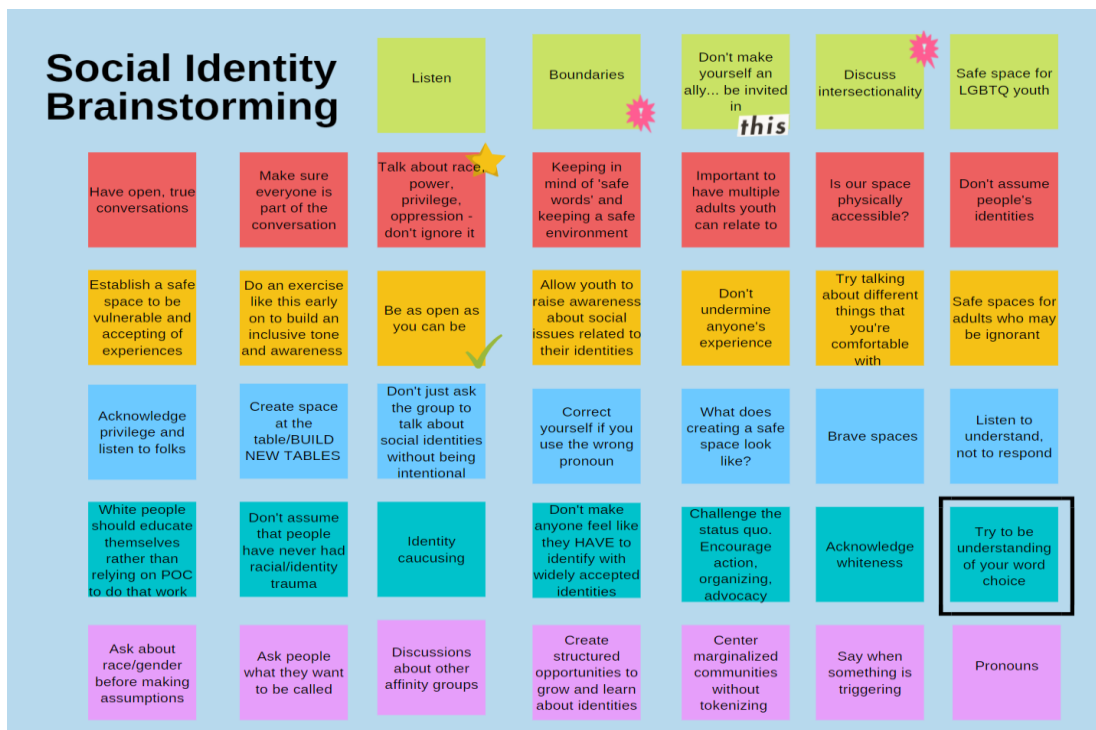 Social Identity
Brainstorming
Listen
Boundaries
Don't make
yourself an
ally... be invited
in
this
Discuss
intersectionality
Safe space for
LGBTQ youth
Have open, true
conversations
Make sure
everyone is
part of the
conversation
Talk about race,
power,
privilege,
oppression -
don't ignore it
Keeping in
mind of 'safe
words' and
keeping a safe
environment
Important to
have multiple
adults youth
can relate to
Is our space
physically
accessible?
Don't assume
people's
identities
Establish a safe
space to be
vulnerable and
accepting of
experiences
Do an exercise
like this early
on to build an
inclusive tone
and awareness
Be as open as
you can be
Allow youth to
raise awareness
about social
issues related to
their identities
Don't
undermine
anyone's
experience
Try talking
about different
things that
you're
comfortable
with
Safe spaces for
adults who may
be ignorant
Acknowledge
privilege and
listen to folks
Create space
at the
table/BUILD
NEW TABLES
Don't just ask
the group to
talk about
social identities
without being
intentional
Correct
yourself if you
use the wrong
pronoun
What does
creating a safe
space look
like?
Brave spaces
Listen to
understand,
not to respond
White people
should educate
themselves
rather than
relying on POC
to do that work
Don't assume
that people
have never had
racial/identity
trauma
Identity
caucusing
Don't make
anyone feel like
they HAVE to
identify with
widely accepted
identities
Challenge the
status quo.
Encourage
action,
organizing,
advocacy
Acknowledge
whiteness
Try to be
understanding
of your word
choice
Ask about
race/gender
before making
assumptions
Ask people
what they want
to be called
Discussions
about other
affinity groups
Create
structured
opportunities to
grow and learn
about identities
Center
marginalized
communities
without
tokenizing
Say when
something is
triggering
Pronouns